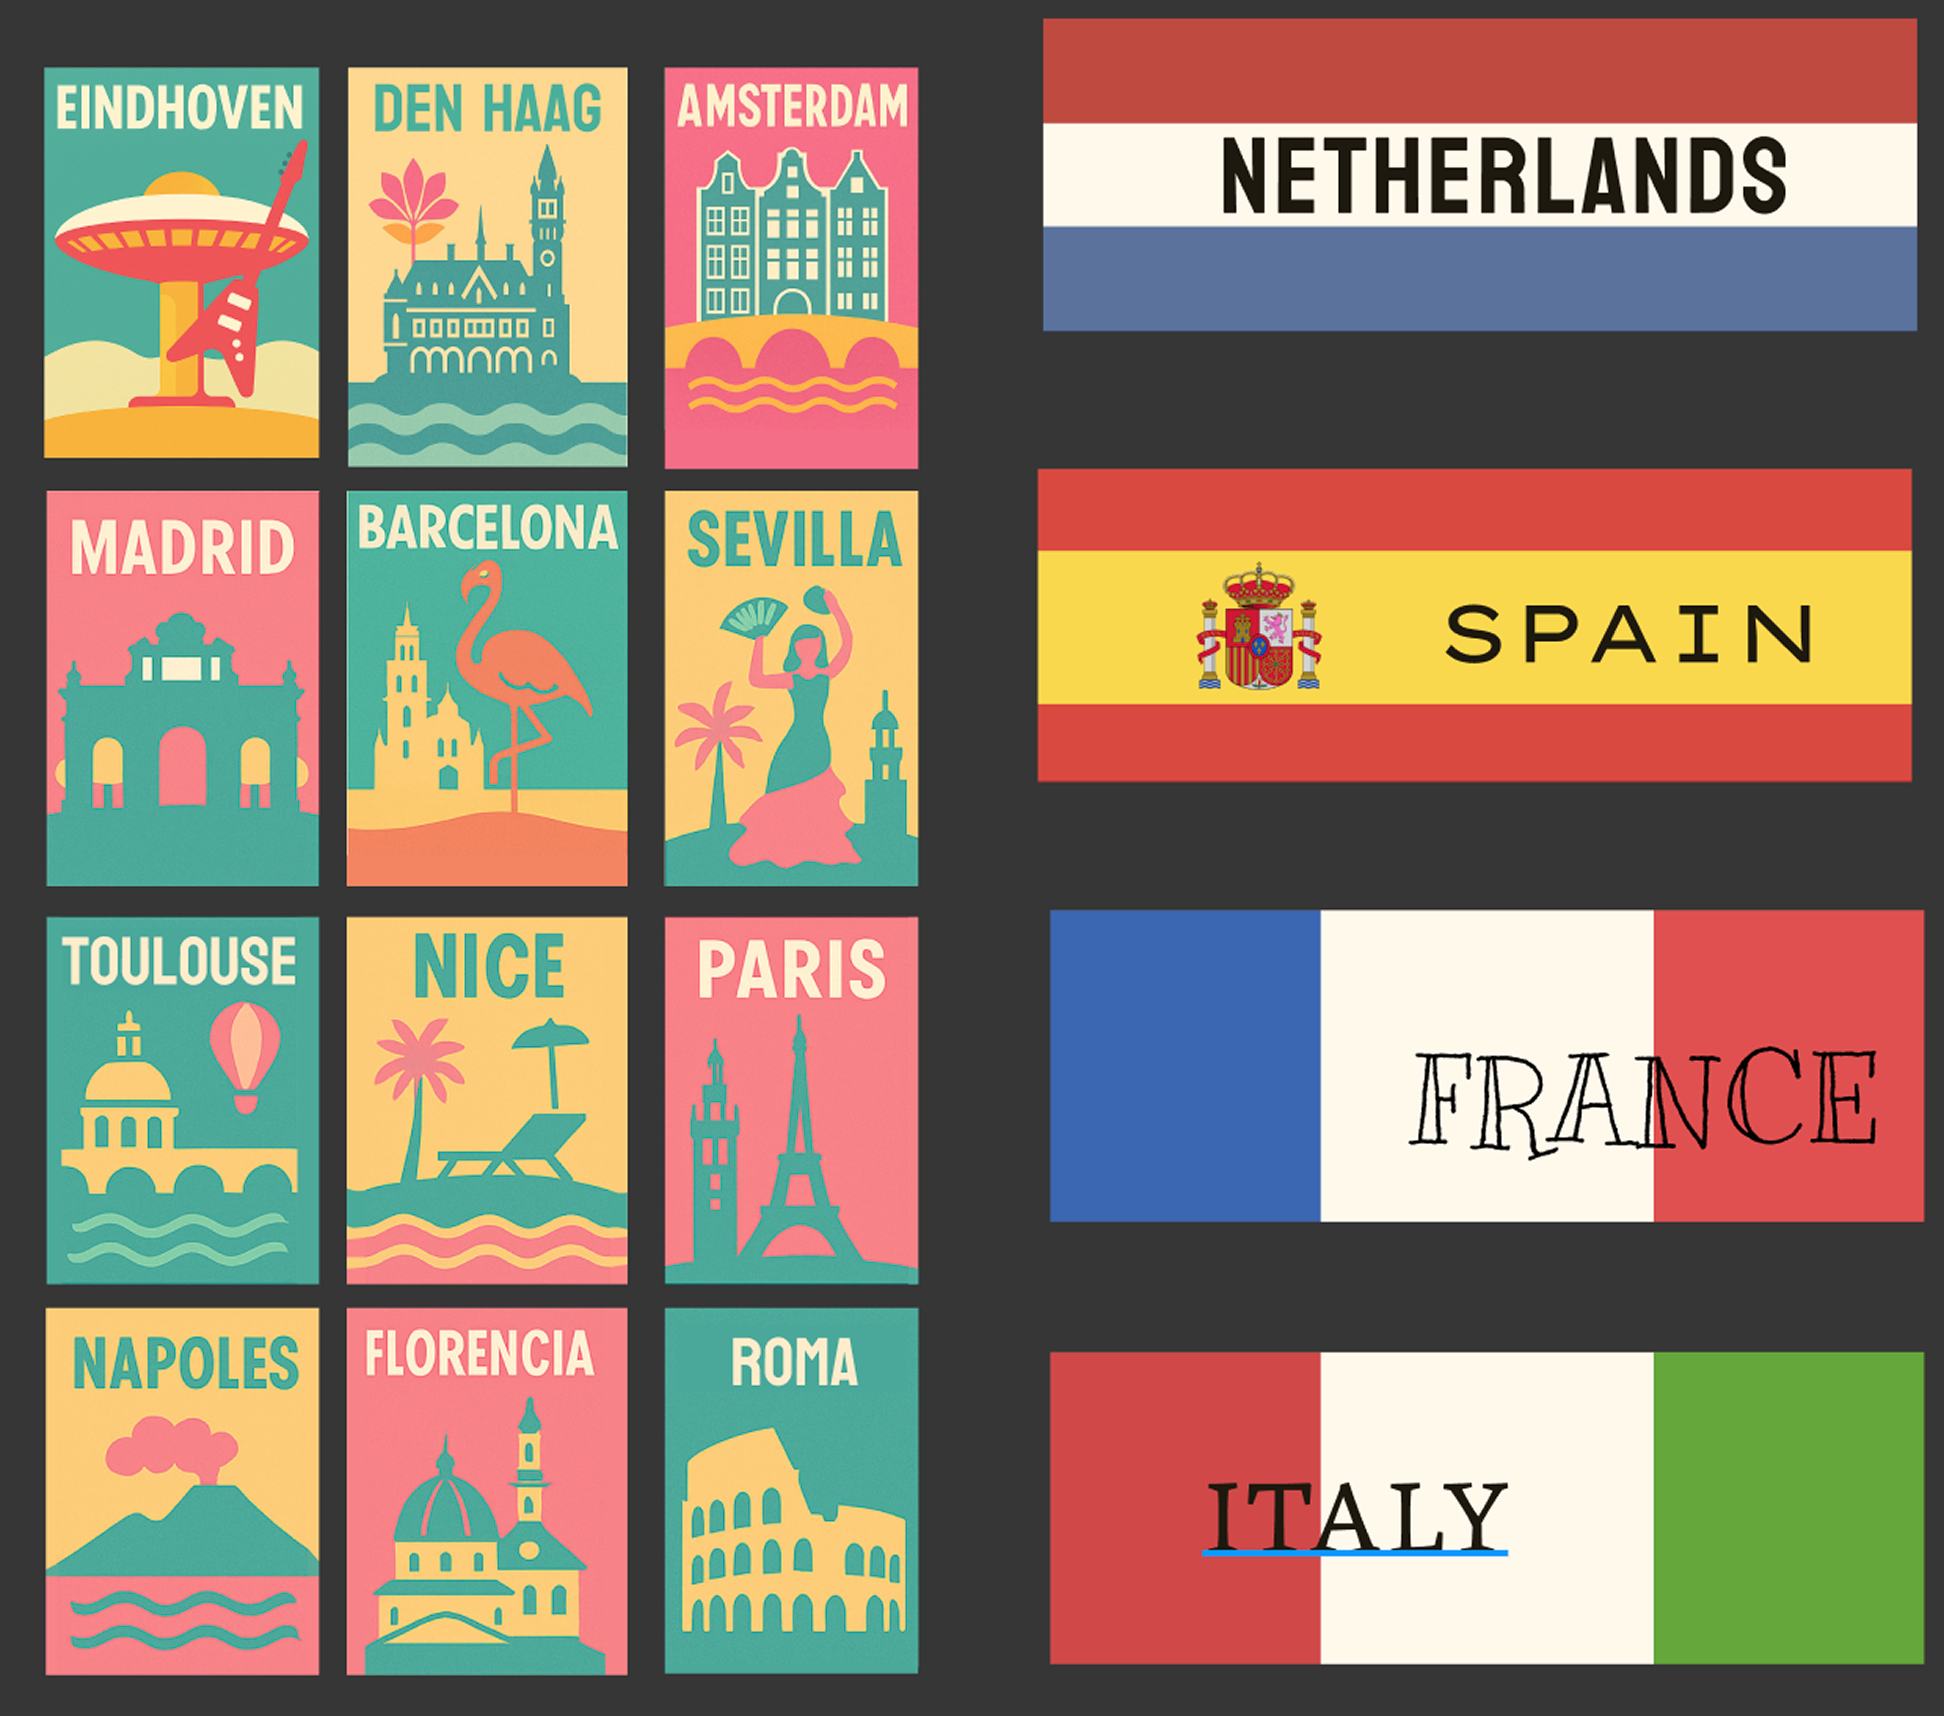 EINDHOVEN
DEN HAAG
AMSTERDAM
NETHERLANDS
MADRID
BARCELONA
SEVILLA
SPAIN
TOULOUSE
NICE
PARIS
FRANCE
NAPOLES
FLORENCIA
ROMA
ITALY